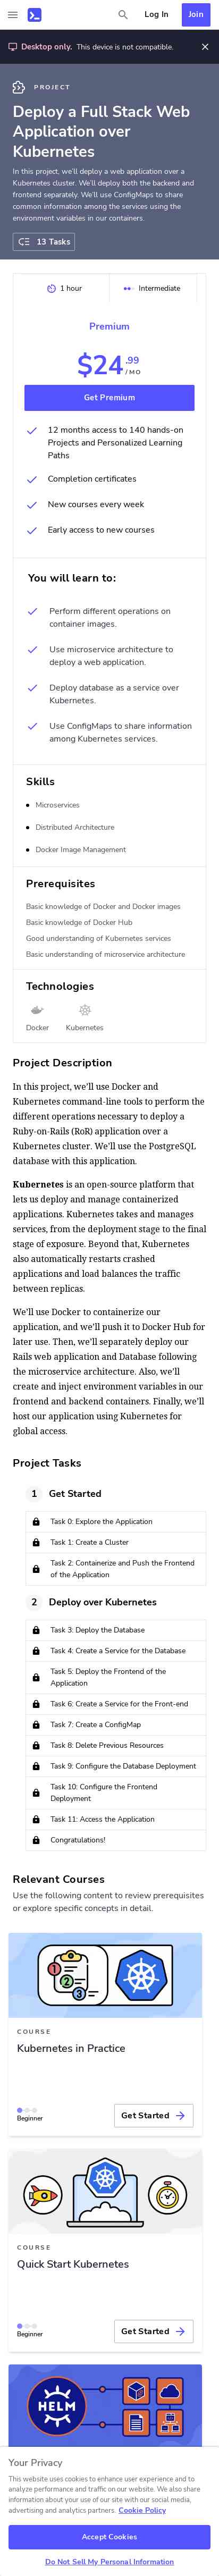 Log In
Join
Desktop only. This device is not compatible.
PROJECT
Deploy a Full Stack Web
Application over
Kubernetes
In this project, we'll deploy a web application over a
Kubernetes cluster. We'll deploy both the backend and
frontend separately. We'll use ConfigMaps to share
common information among the services using the
environment variables in our containers.
13 Tasks
1 hour
Intermediate
Premium
$24.99
/ MO
Get Premium
12 months access to 140 hands-on
Projects and Personalized Learning
Paths
Completion certificates
New courses every week
Early access to new courses
You will learn to:
Perform different operations on
container images.
Use microservice architecture to
deploy a web application.
Deploy database as a service over
Kubernetes.
Use ConfigMaps to share information
among Kubernetes services.
Skills
Microservices
Distributed Architecture
Docker Image Management
Prerequisites
Basic knowledge of Docker and Docker images
Basic knowledge of Docker Hub
Good understanding of Kubernetes services
Basic understanding of microservice architecture
Technologies
Docker
Kubernetes
Project Description
In this project, we'll use Docker and
Kubernetes command-line tools to perform the
different operations necessary to deploy a
Ruby-on-Rails (RoR) application over a
Kubernetes cluster. We'll use the PostgreSQL
database with this application.
Kubernetes is an open-source platform that
lets us deploy and manage containerized
applications. Kubernetes takes and manages
services, from the deployment stage to the final
stage of exposure. Beyond that, Kubernetes
also automatically restarts crashed
applications and load balances the traffic
between replicas.
We'll use Docker to containerize our
application, and we'll push it to Docker Hub for
later use. Then, we'll separately deploy our
Rails web application and Database following
the microservice architecture. Also, we'll
create and inject environment variables in our
frontend and backend containers. Finally, we'll
host our application using Kubernetes for
global access.
Project Tasks
1 Get Started
Task 0: Explore the Application
Task 1: Create a Cluster
Task 2: Containerize and Push the Frontend
of the Application
2 Deploy over Kubernetes
Task 3: Deploy the Database
Task 4: Create a Service for the Database
Task 5: Deploy the Frontend of the
Application
Task 6: Create a Service for the Front-end
Task 7: Create a ConfigMap
Task 8: Delete Previous Resources
Task 9: Configure the Database Deployment
Task 10: Configure the Frontend
Deployment
Task 11: Access the Application
Congratulations!
Relevant Courses
Use the following content to review prerequisites
or explore specific concepts in detail.
1
2
3
COURSE
Kubernetes in Practice
Beginner
Get Started
COURSE
Quick Start Kubernetes
Beginner
Get Started
HELM
Your Privacy
This website uses cookies to enhance user experience and to
analyze performance and traffic on our website. We also share
information about your use of our site with our social media,
advertising and analytics partners. Cookie Policy
Accept Cookies
Do Not Sell My Personal Information